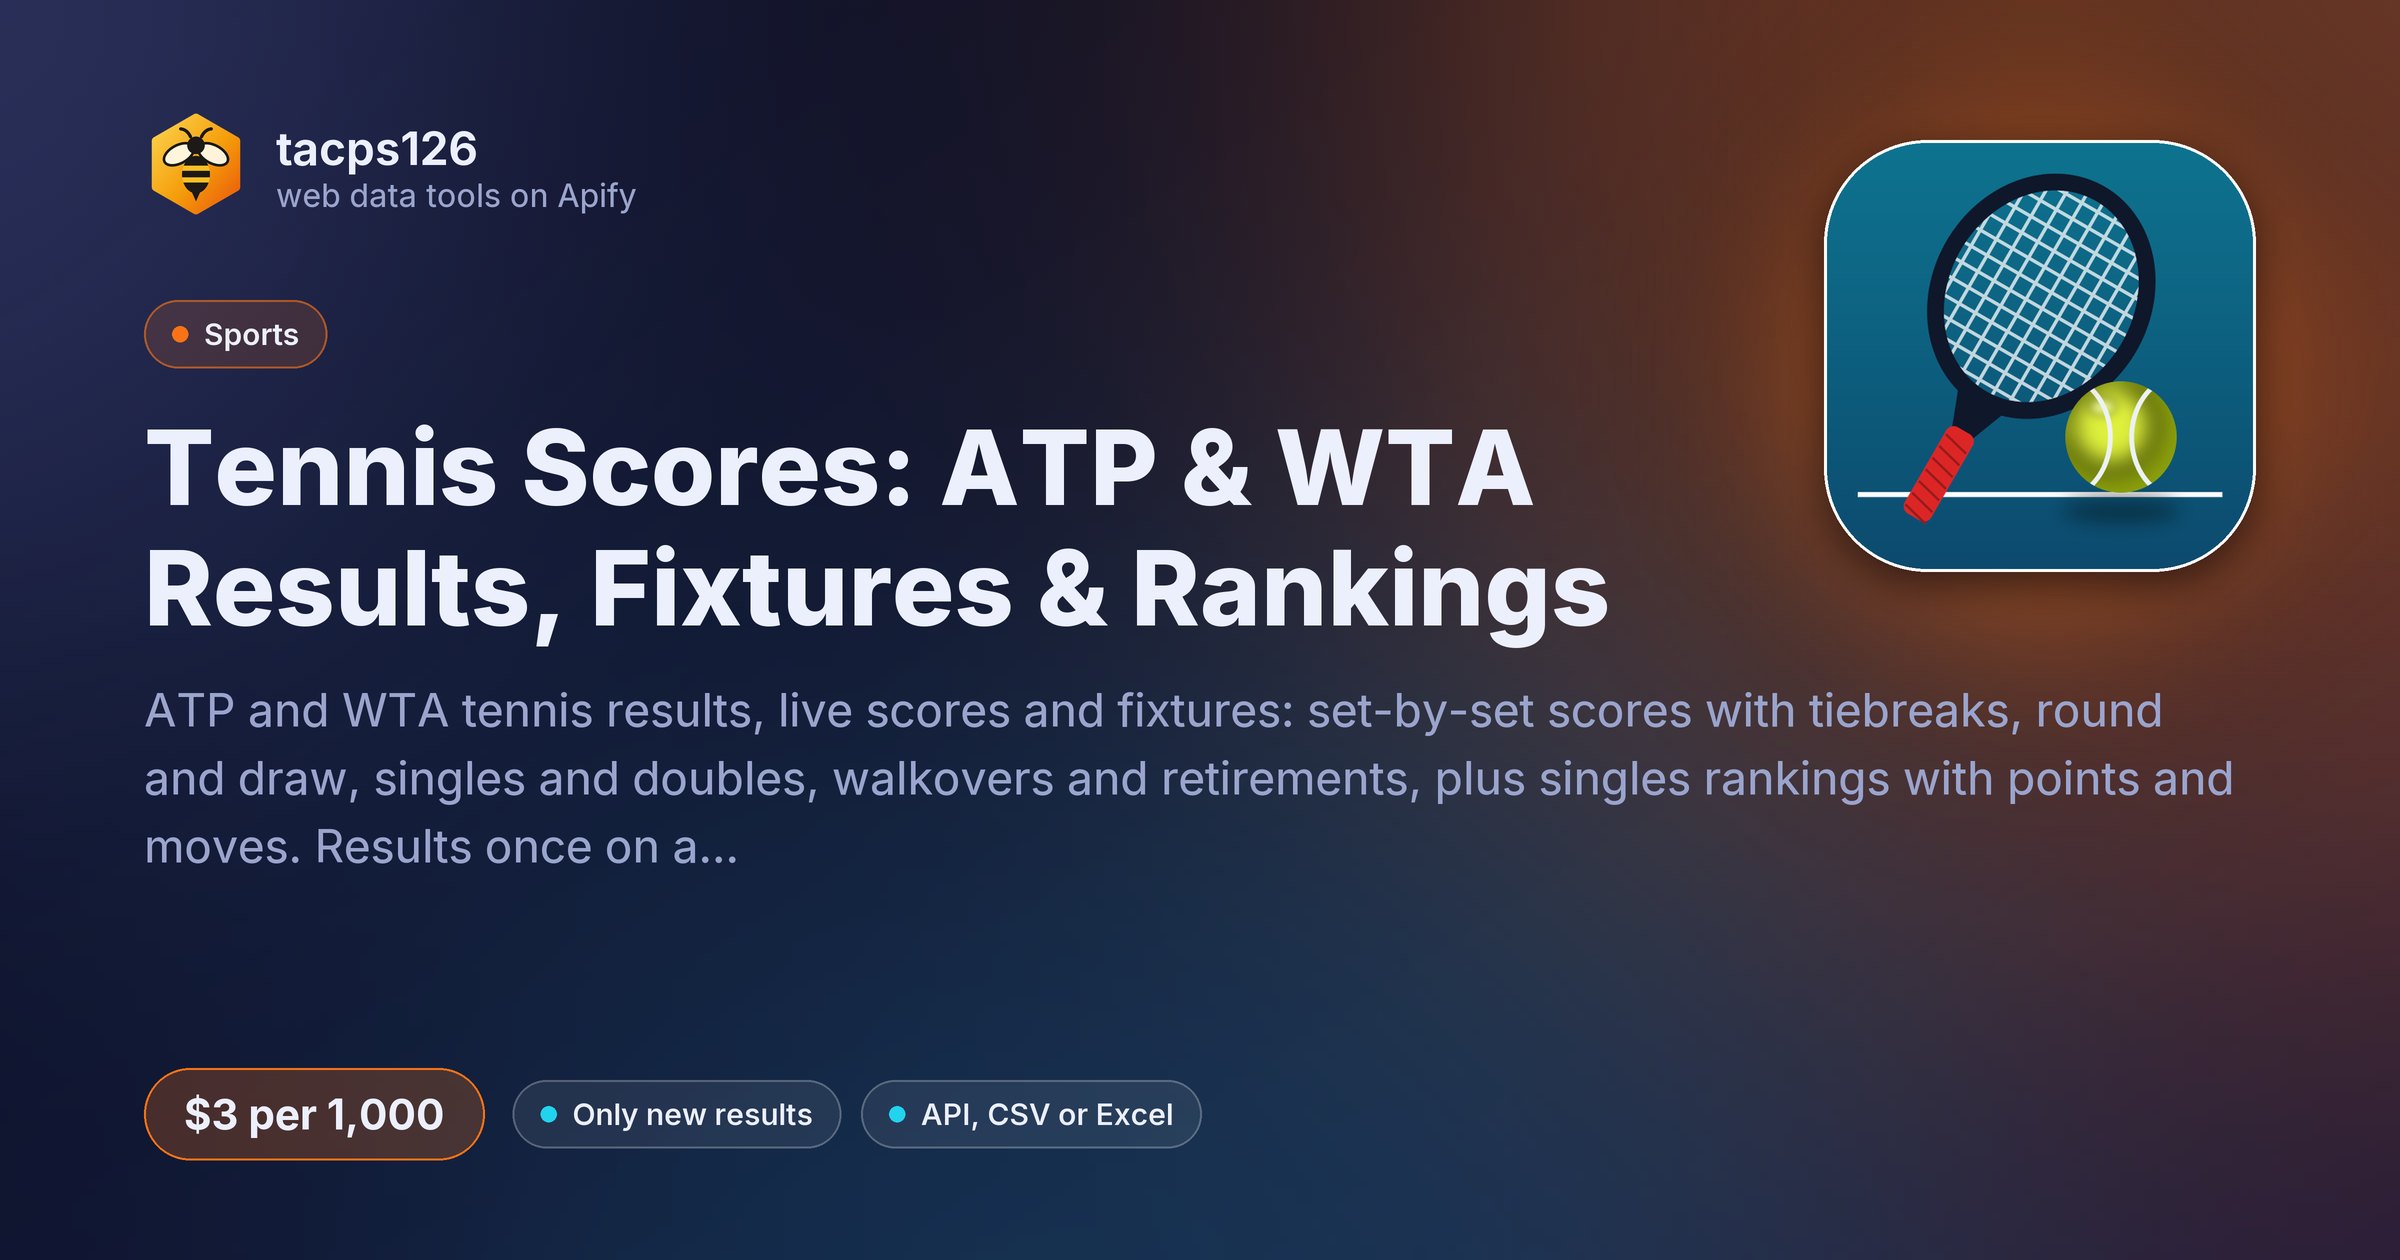 tacps126
web data tools on Apify
Sports
Tennis Scores: ATP & WTA
Results, Fixtures & Rankings
ATP and WTA tennis results, live scores and fixtures: set-by-set scores with tiebreaks, round
and draw, singles and doubles, walkovers and retirements, plus singles rankings with points and
moves. Results once on a...
$3 per 1,000
Only new results
API, CSV or Excel